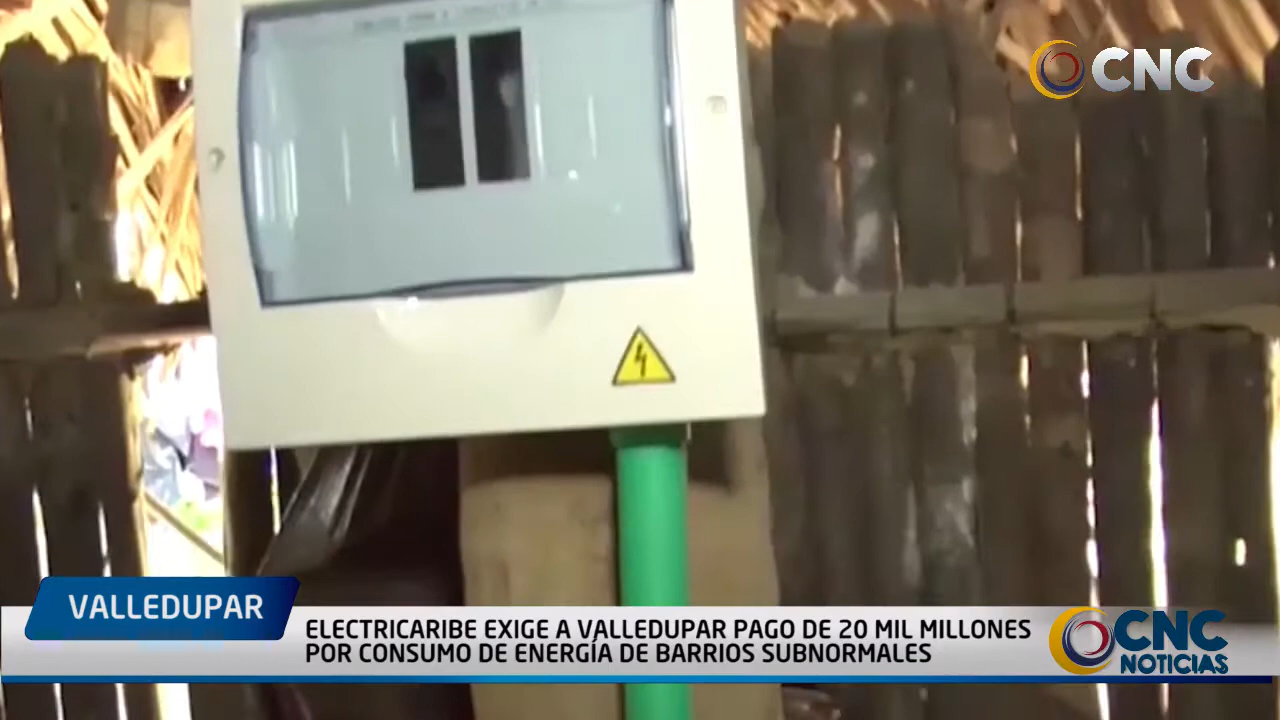 CNC
VALLEDUPAR
ELECTRICARIBE EXIGE A VALLEDUPAR PAGO DE 20 MIL MILLONES
POR CONSUMO DE ENERGÍA DE BARRIOS SUBNORMALES
CNC
NOTICIAS